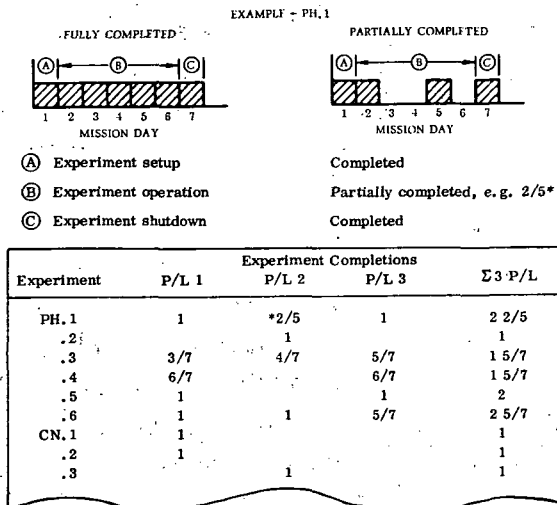 EXAMPLE - PH.1
FULLY COMPLETED
PARTIALLY COMPLETED
A B C
A B C
1 2 3 4 5 6 7
1 2 3 4 5 6 7
MISSION DAY
MISSION DAY
A Experiment setup Completed
B Experiment operation Partially completed, e.g. 2/5*
C Experiment shutdown Completed
Experiment Completions
Experiment P/L 1 P/L 2 P/L 3 Σ3 P/L
PH.1 1 *2/5 1 2 2/5
.2 1 1
.3 3/7 4/7 5/7 1 5/7
.4 6/7 6/7 1 5/7
.5 1 1 2
.6 1 1 5/7 2 5/7
CN.1 1 1
.2 1 1
.3 1 1